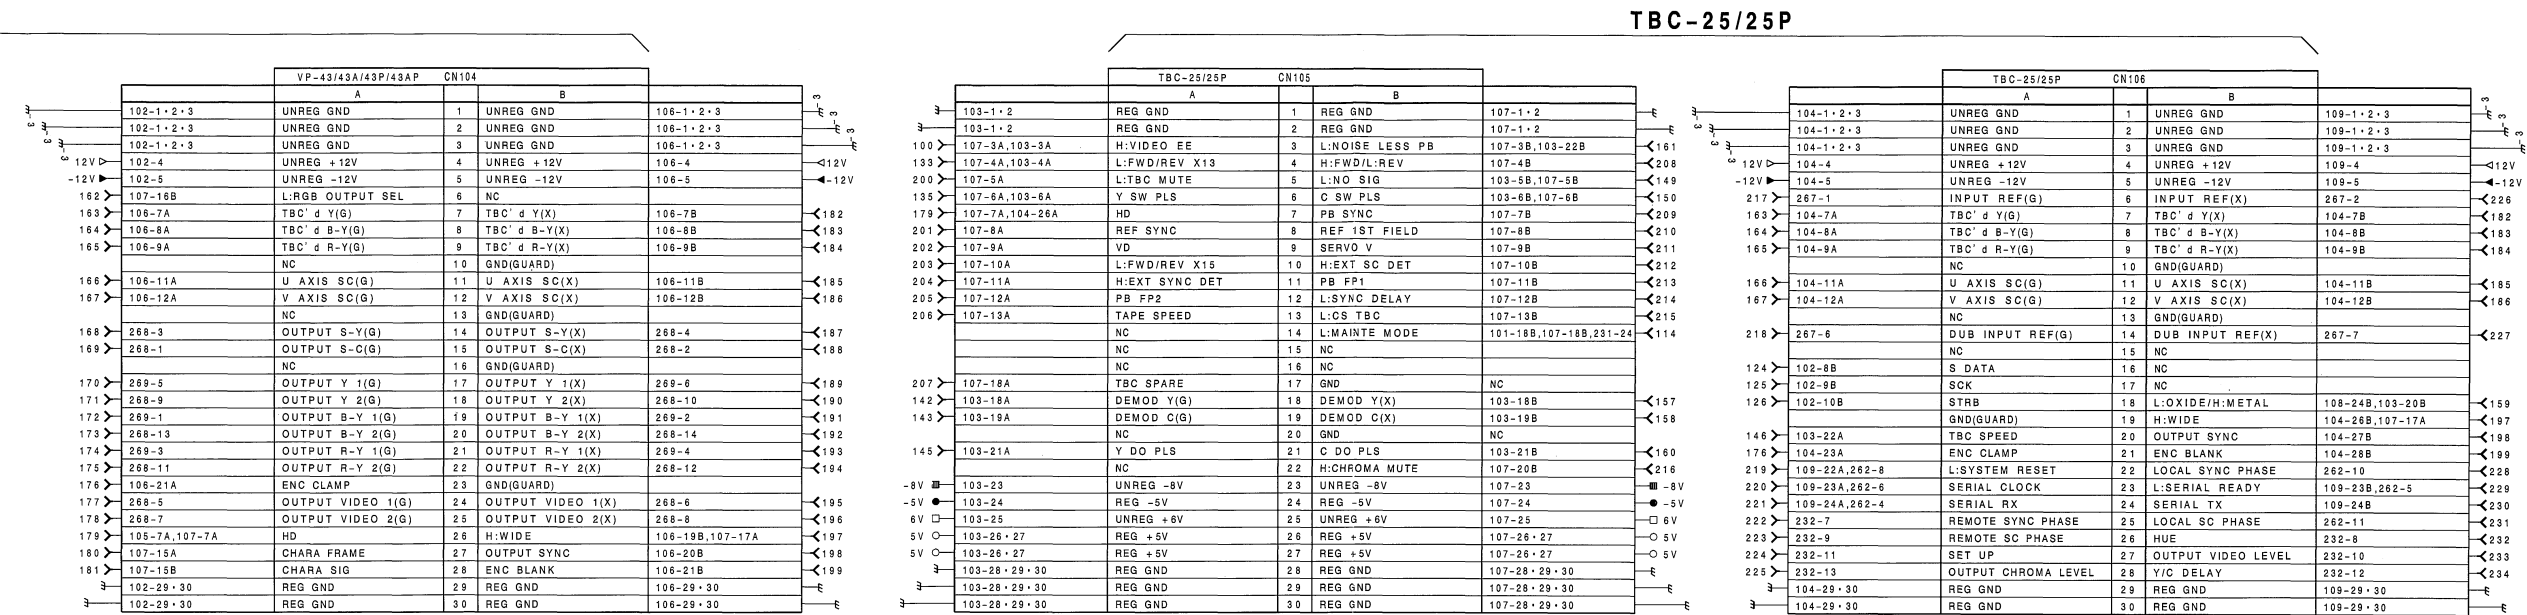 TBC-25/25P
VP-43/43A/43P/43AP CN104
A B
102-1・2・3 UNREG GND 1 UNREG GND 106-1・2・3
102-1・2・3 UNREG GND 2 UNREG GND 106-1・2・3
102-1・2・3 UNREG GND 3 UNREG GND 106-1・2・3
12V 102-4 UNREG +12V 4 UNREG +12V 106-4 12V
-12V 102-5 UNREG -12V 5 UNREG -12V 106-5 -12V
162 107-16B L:RGB OUTPUT SEL 6 NC
163 106-7A TBC'd Y(G) 7 TBC'd Y(X) 106-7B 182
164 106-8A TBC'd B-Y(G) 8 TBC'd B-Y(X) 106-8B 183
165 106-9A TBC'd R-Y(G) 9 TBC'd R-Y(X) 106-9B 184
NC 10 GND(GUARD)
166 106-11A U AXIS SC(G) 11 U AXIS SC(X) 106-11B 185
167 106-12A V AXIS SC(G) 12 V AXIS SC(X) 106-12B 186
NC 13 GND(GUARD)
168 268-3 OUTPUT S-Y(G) 14 OUTPUT S-Y(X) 268-4 187
169 268-1 OUTPUT S-C(G) 15 OUTPUT S-C(X) 268-2 188
NC 16 GND(GUARD)
170 269-5 OUTPUT Y 1(G) 17 OUTPUT Y 1(X) 269-6 189
171 268-9 OUTPUT Y 2(G) 18 OUTPUT Y 2(X) 268-10 190
172 269-1 OUTPUT B-Y 1(G) 19 OUTPUT B-Y 1(X) 269-2 191
173 268-13 OUTPUT B-Y 2(G) 20 OUTPUT B-Y 2(X) 268-14 192
174 269-3 OUTPUT R-Y 1(G) 21 OUTPUT R-Y 1(X) 269-4 193
175 268-11 OUTPUT R-Y 2(G) 22 OUTPUT R-Y 2(X) 268-12 194
176 106-21A ENC CLAMP 23 GND(GUARD)
177 268-5 OUTPUT VIDEO 1(G) 24 OUTPUT VIDEO 1(X) 268-6 195
178 268-7 OUTPUT VIDEO 2(G) 25 OUTPUT VIDEO 2(X) 268-8 196
179 105-7A,107-7A HD 26 H:WIDE 106-19B,107-17A 197
180 107-15A CHARA FRAME 27 OUTPUT SYNC 106-20B 198
181 107-15B CHARA SIG 28 ENC BLANK 106-21B 199
102-29・30 REG GND 29 REG GND 106-29・30
102-29・30 REG GND 30 REG GND 106-29・30
TBC-25/25P CN105
A B
103-1・2 REG GND 1 REG GND 107-1・2
103-1・2 REG GND 2 REG GND 107-1・2
100 107-3A,103-3A H:VIDEO EE 3 L:NOISE LESS PB 107-3B,103-22B 161
133 107-4A,103-4A L:FWD/REV X13 4 H:FWD/L:REV 107-4B 208
200 107-5A L:TBC MUTE 5 L:NO SIG 103-5B,107-5B 149
135 107-6A,103-6A Y SW PLS 6 C SW PLS 103-6B,107-6B 150
179 107-7A,104-26A HD 7 PB SYNC 107-7B 209
201 107-8A REF SYNC 8 REF 1ST FIELD 107-8B 210
202 107-9A VD 9 SERVO V 107-9B 211
203 107-10A L:FWD/REV X15 10 H:EXT SC DET 107-10B 212
204 107-11A H:EXT SYNC DET 11 PB FP1 107-11B 213
205 107-12A PB FP2 12 L:SYNC DELAY 107-12B 214
206 107-13A TAPE SPEED 13 L:CS TBC 107-13B 215
NC 14 L:MAINTE MODE 101-18B,107-18B,231-24 114
NC 15 NC
NC 16 NC
207 107-18A TBC SPARE 17 GND NC
142 103-18A DEMOD Y(G) 18 DEMOD Y(X) 103-18B 157
143 103-19A DEMOD C(G) 19 DEMOD C(X) 103-19B 158
NC 20 GND NC
145 103-21A Y DO PLS 21 C DO PLS 103-21B 160
NC 22 H:CHROMA MUTE 107-20B 216
-8V 103-23 UNREG -8V 23 UNREG -8V 107-23 -8V
-5V 103-24 REG -5V 24 REG -5V 107-24 -5V
6V 103-25 UNREG +6V 25 UNREG +6V 107-25 6V
5V 103-26・27 REG +5V 26 REG +5V 107-26・27 5V
5V 103-26・27 REG +5V 27 REG +5V 107-26・27 5V
103-28・29・30 REG GND 28 REG GND 107-28・29・30
103-28・29・30 REG GND 29 REG GND 107-28・29・30
103-28・29・30 REG GND 30 REG GND 107-28・29・30
TBC-25/25P CN106
A B
104-1・2・3 UNREG GND 1 UNREG GND 109-1・2・3
104-1・2・3 UNREG GND 2 UNREG GND 109-1・2・3
104-1・2・3 UNREG GND 3 UNREG GND 109-1・2・3
12V 104-4 UNREG +12V 4 UNREG +12V 109-4 12V
-12V 104-5 UNREG -12V 5 UNREG -12V 109-5 -12V
217 267-1 INPUT REF(G) 6 INPUT REF(X) 267-2 226
163 104-7A TBC'd Y(G) 7 TBC'd Y(X) 104-7B 182
164 104-8A TBC'd B-Y(G) 8 TBC'd B-Y(X) 104-8B 183
165 104-9A TBC'd R-Y(G) 9 TBC'd R-Y(X) 104-9B 184
NC 10 GND(GUARD)
166 104-11A U AXIS SC(G) 11 U AXIS SC(X) 104-11B 185
167 104-12A V AXIS SC(G) 12 V AXIS SC(X) 104-12B 186
NC 13 GND(GUARD)
218 267-6 DUB INPUT REF(G) 14 DUB INPUT REF(X) 267-7 227
NC 15 NC
124 102-8B S DATA 16 NC
125 102-9B SCK 17 NC
126 102-10B STRB 18 L:OXIDE/H:METAL 108-24B,103-20B 159
GND(GUARD) 19 H:WIDE 104-26B,107-17A 197
146 103-22A TBC SPEED 20 OUTPUT SYNC 104-27B 198
176 104-23A ENC CLAMP 21 ENC BLANK 104-28B 199
219 109-22A,262-8 L:SYSTEM RESET 22 LOCAL SYNC PHASE 262-10 228
220 109-23A,262-6 SERIAL CLOCK 23 L:SERIAL READY 109-23B,262-5 229
221 109-24A,262-4 SERIAL RX 24 SERIAL TX 109-24B 230
222 232-7 REMOTE SYNC PHASE 25 LOCAL SC PHASE 262-11 231
223 232-9 REMOTE SC PHASE 26 HUE 232-8 232
224 232-11 SET UP 27 OUTPUT VIDEO LEVEL 232-10 233
225 232-13 OUTPUT CHROMA LEVEL 28 Y/C DELAY 232-12 234
104-29・30 REG GND 29 REG GND 109-29・30
104-29・30 REG GND 30 REG GND 109-29・30